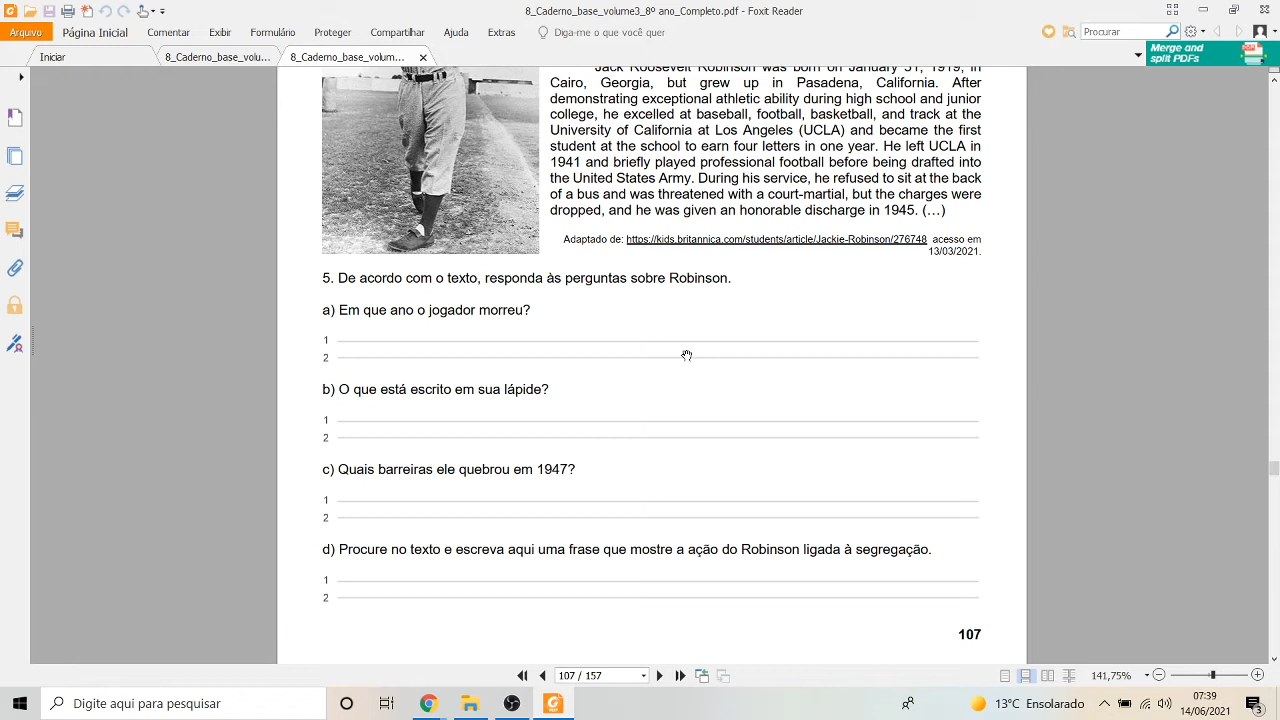 8_Caderno_base_volume3_8º ano_Completo.pdf - Foxit Reader
Arquivo Página Inicial Comentar Exibir Formulário Proteger Compartilhar Ajuda Extras Diga-me o que você quer Procurar
Iniciar 8_Caderno_base_volu... 8_Caderno_base_volum... Merge and
split PDFs
Jack Roosevelt Robinson was born on January 31, 1919, in
Cairo, Georgia, but grew up in Pasadena, California. After
demonstrating exceptional athletic ability during high school and junior
college, he excelled at baseball, football, basketball, and track at the
University of California at Los Angeles (UCLA) and became the first
student at the school to earn four letters in one year. He left UCLA in
1941 and briefly played professional football before being drafted into
the United States Army. During his service, he refused to sit at the back
of a bus and was threatened with a court-martial, but the charges were
dropped, and he was given an honorable discharge in 1945. (…)
Adaptado de: https://kids.britannica.com/students/article/Jackie-Robinson/276748 acesso em
13/03/2021.
5. De acordo com o texto, responda às perguntas sobre Robinson.
a) Em que ano o jogador morreu?
1
2
b) O que está escrito em sua lápide?
1
2
c) Quais barreiras ele quebrou em 1947?
1
2
d) Procure no texto e escreva aqui uma frase que mostre a ação do Robinson ligada à segregação.
1
2
107
107 / 157 141,75%
Digite aqui para pesquisar 13°C Ensolarado 07:39
14/06/2021 3